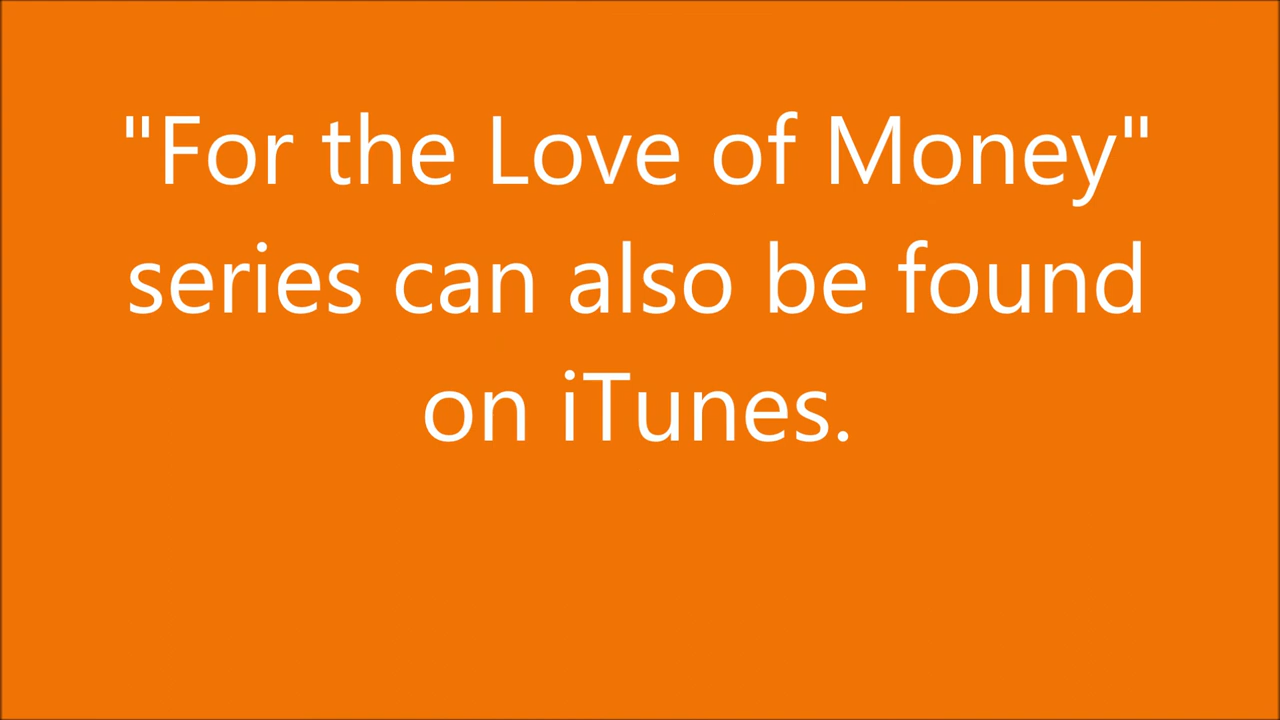 "For the Love of Money"
series can also be found
on iTunes.